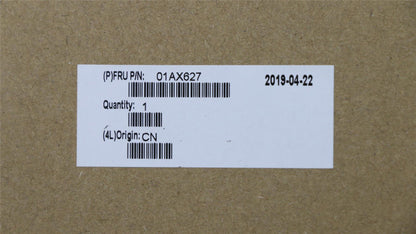 (P)FRU P/N: 01AX627 2019-04-22
Quantity: 1
(4L)Origin: CN